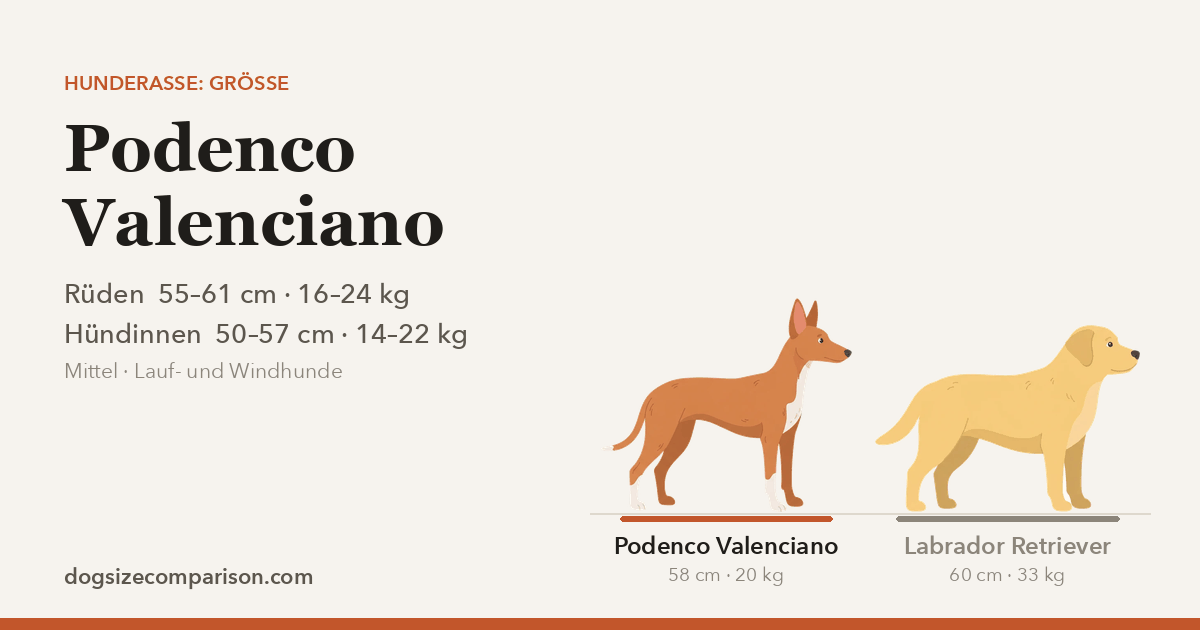 HUNDERASSE: GRÖSSE
Podenco
Valenciano
Rüden 55–61 cm · 16–24 kg
Hündinnen 50–57 cm · 14–22 kg
Mittel · Lauf- und Windhunde
Podenco Valenciano
58 cm · 20 kg
Labrador Retriever
60 cm · 33 kg
dogsizecomparison.com